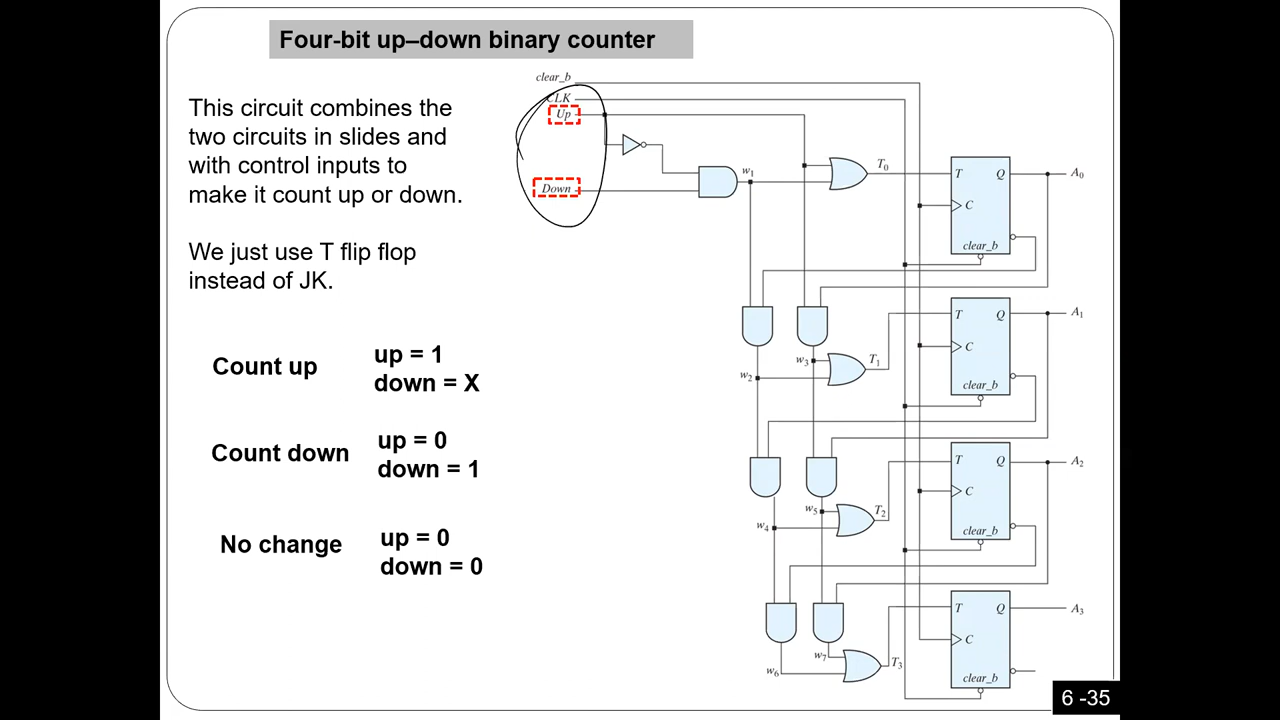 Four-bit up–down binary counter
This circuit combines the
two circuits in slides and
with control inputs to
make it count up or down.
We just use T flip flop
instead of JK.
Count up
up = 1
down = X
Count down
up = 0
down = 1
No change
up = 0
down = 0
clear_b
CLK
Up
Down
w1
T0
T Q
A0
C
clear_b
w3
w2
T1
T Q
A1
C
clear_b
w5
w4
T2
T Q
A2
C
clear_b
w7
w6
T3
T Q
A3
C
clear_b
6 -35